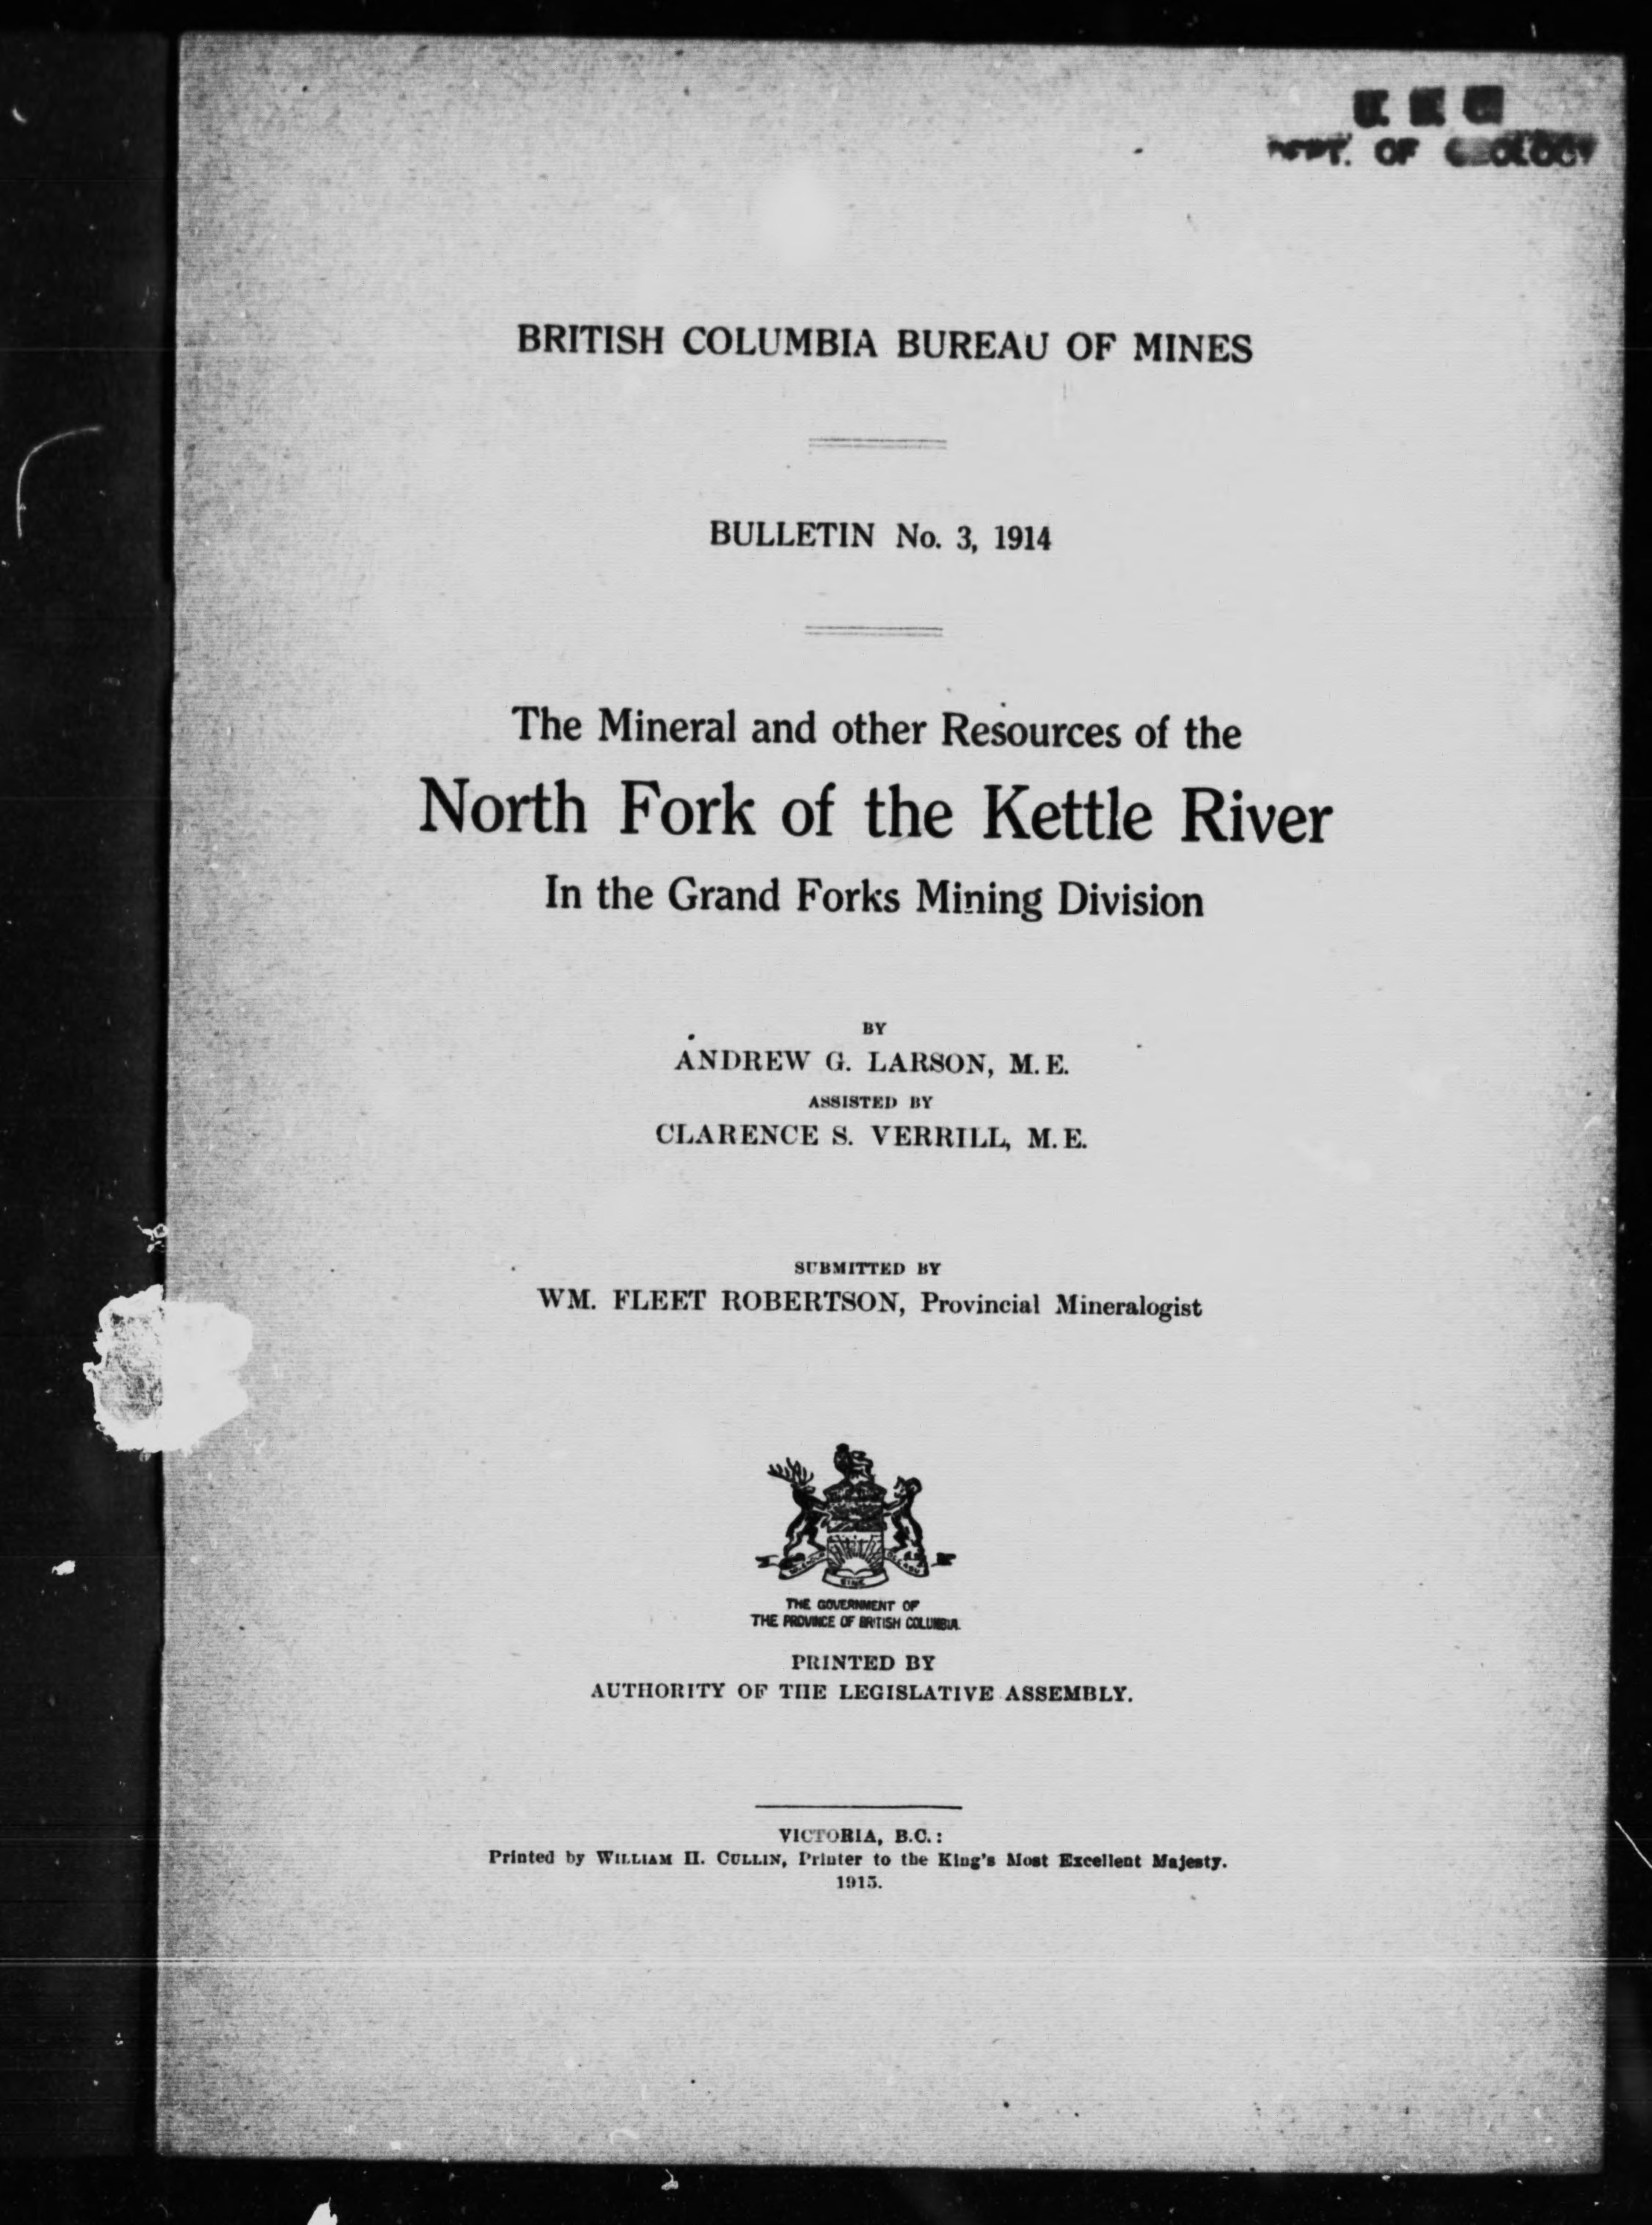 DEPT. OF GEOLOGY
BRITISH COLUMBIA BUREAU OF MINES
BULLETIN No. 3, 1914
The Mineral and other Resources of the
North Fork of the Kettle River
In the Grand Forks Mining Division
BY
ANDREW G. LARSON, M.E.
ASSISTED BY
CLARENCE S. VERRILL, M.E.
SUBMITTED BY
WM. FLEET ROBERTSON, Provincial Mineralogist
THE GOVERNMENT OF
THE PROVINCE OF BRITISH COLUMBIA.
PRINTED BY
AUTHORITY OF THE LEGISLATIVE ASSEMBLY.
VICTORIA, B.C.:
Printed by WILLIAM H. CULLIN, Printer to the King's Most Excellent Majesty.
1915.